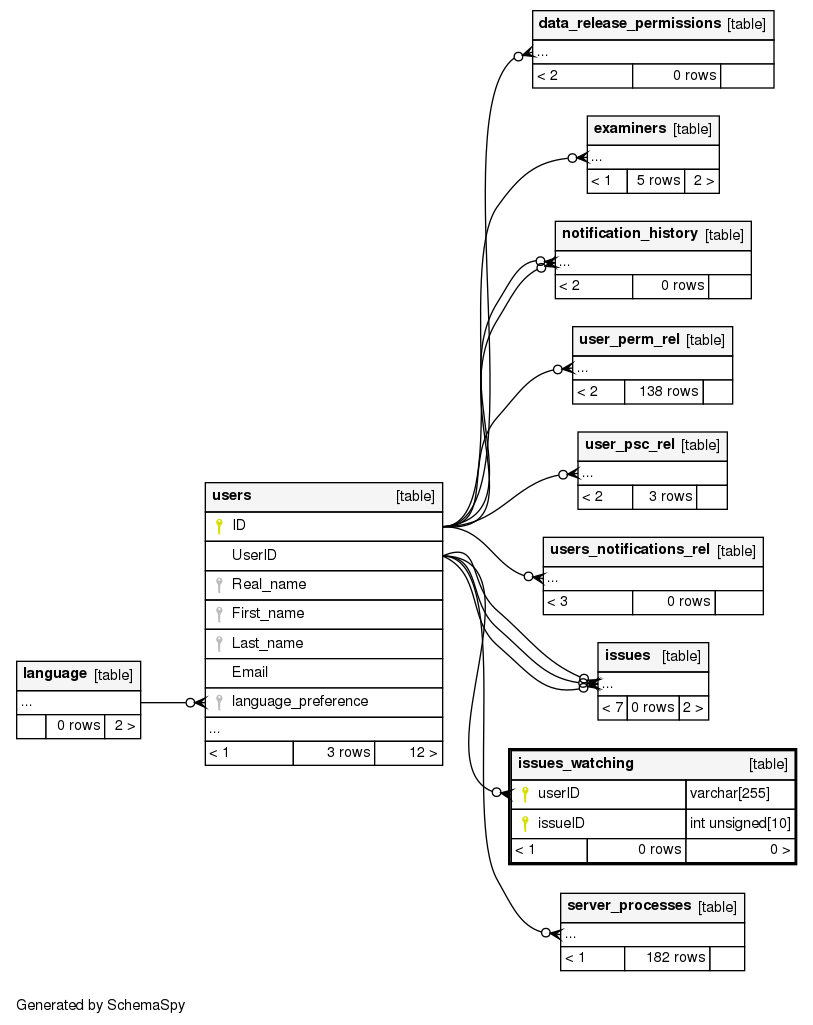 data_release_permissions [table]
...
< 2 0 rows
examiners [table]
...
< 1 5 rows 2 >
notification_history [table]
...
< 2 0 rows
user_perm_rel [table]
...
< 2 138 rows
user_psc_rel [table]
...
< 2 3 rows
users [table]
ID
UserID
Real_name
First_name
Last_name
Email
language_preference
...
< 1 3 rows 12 >
users_notifications_rel [table]
...
< 3 0 rows
language [table]
...
0 rows 2 >
issues [table]
...
< 7 0 rows 2 >
issues_watching [table]
userID varchar[255]
issueID int unsigned[10]
< 1 0 rows 0 >
server_processes [table]
...
< 1 182 rows
Generated by SchemaSpy